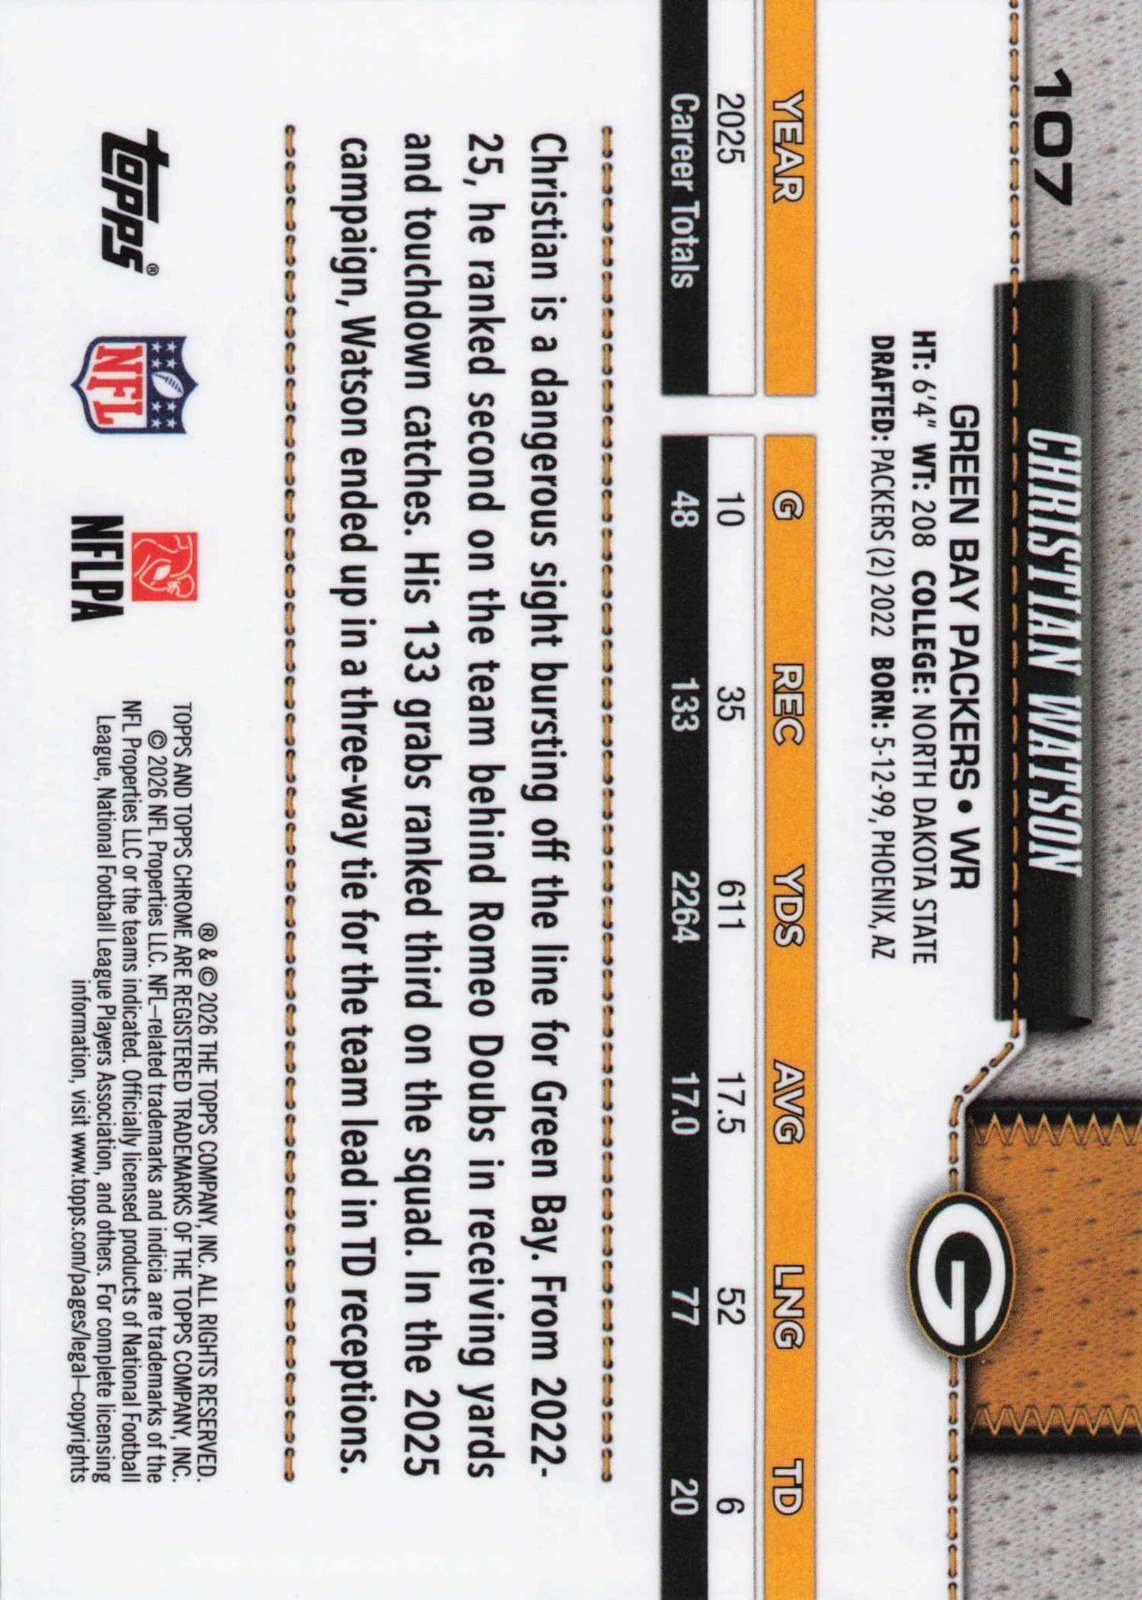 107
CHRISTIAN WATSON
GREEN BAY PACKERS • WR
HT: 6'4" WT: 208 COLLEGE: NORTH DAKOTA STATE
DRAFTED: PACKERS (2) 2022 BORN: 5-12-99, PHOENIX, AZ
G
YEAR G REC YDS AVG LNG TD
2025 10 35 611 17.5 52 6
Career Totals 48 133 2264 17.0 77 20
Christian is a dangerous sight bursting off the line for Green Bay. From 2022-
25, he ranked second on the team behind Romeo Doubs in receiving yards
and touchdown catches. His 133 grabs ranked third on the squad. In the 2025
campaign, Watson ended up in a three-way tie for the team lead in TD receptions.
topps®
NFL
NFLPA
® & © 2026 THE TOPPS COMPANY, INC. ALL RIGHTS RESERVED.
TOPPS AND TOPPS CHROME ARE REGISTERED TRADEMARKS OF THE TOPPS COMPANY, INC.
© 2026 NFL Properties LLC. NFL–related trademarks and indicia are trademarks of the
NFL Properties LLC or the teams indicated. Officially licensed products of National Football
League, National Football League Players Association, and others. For complete licensing
information, visit www.topps.com/pages/legal–copyrights